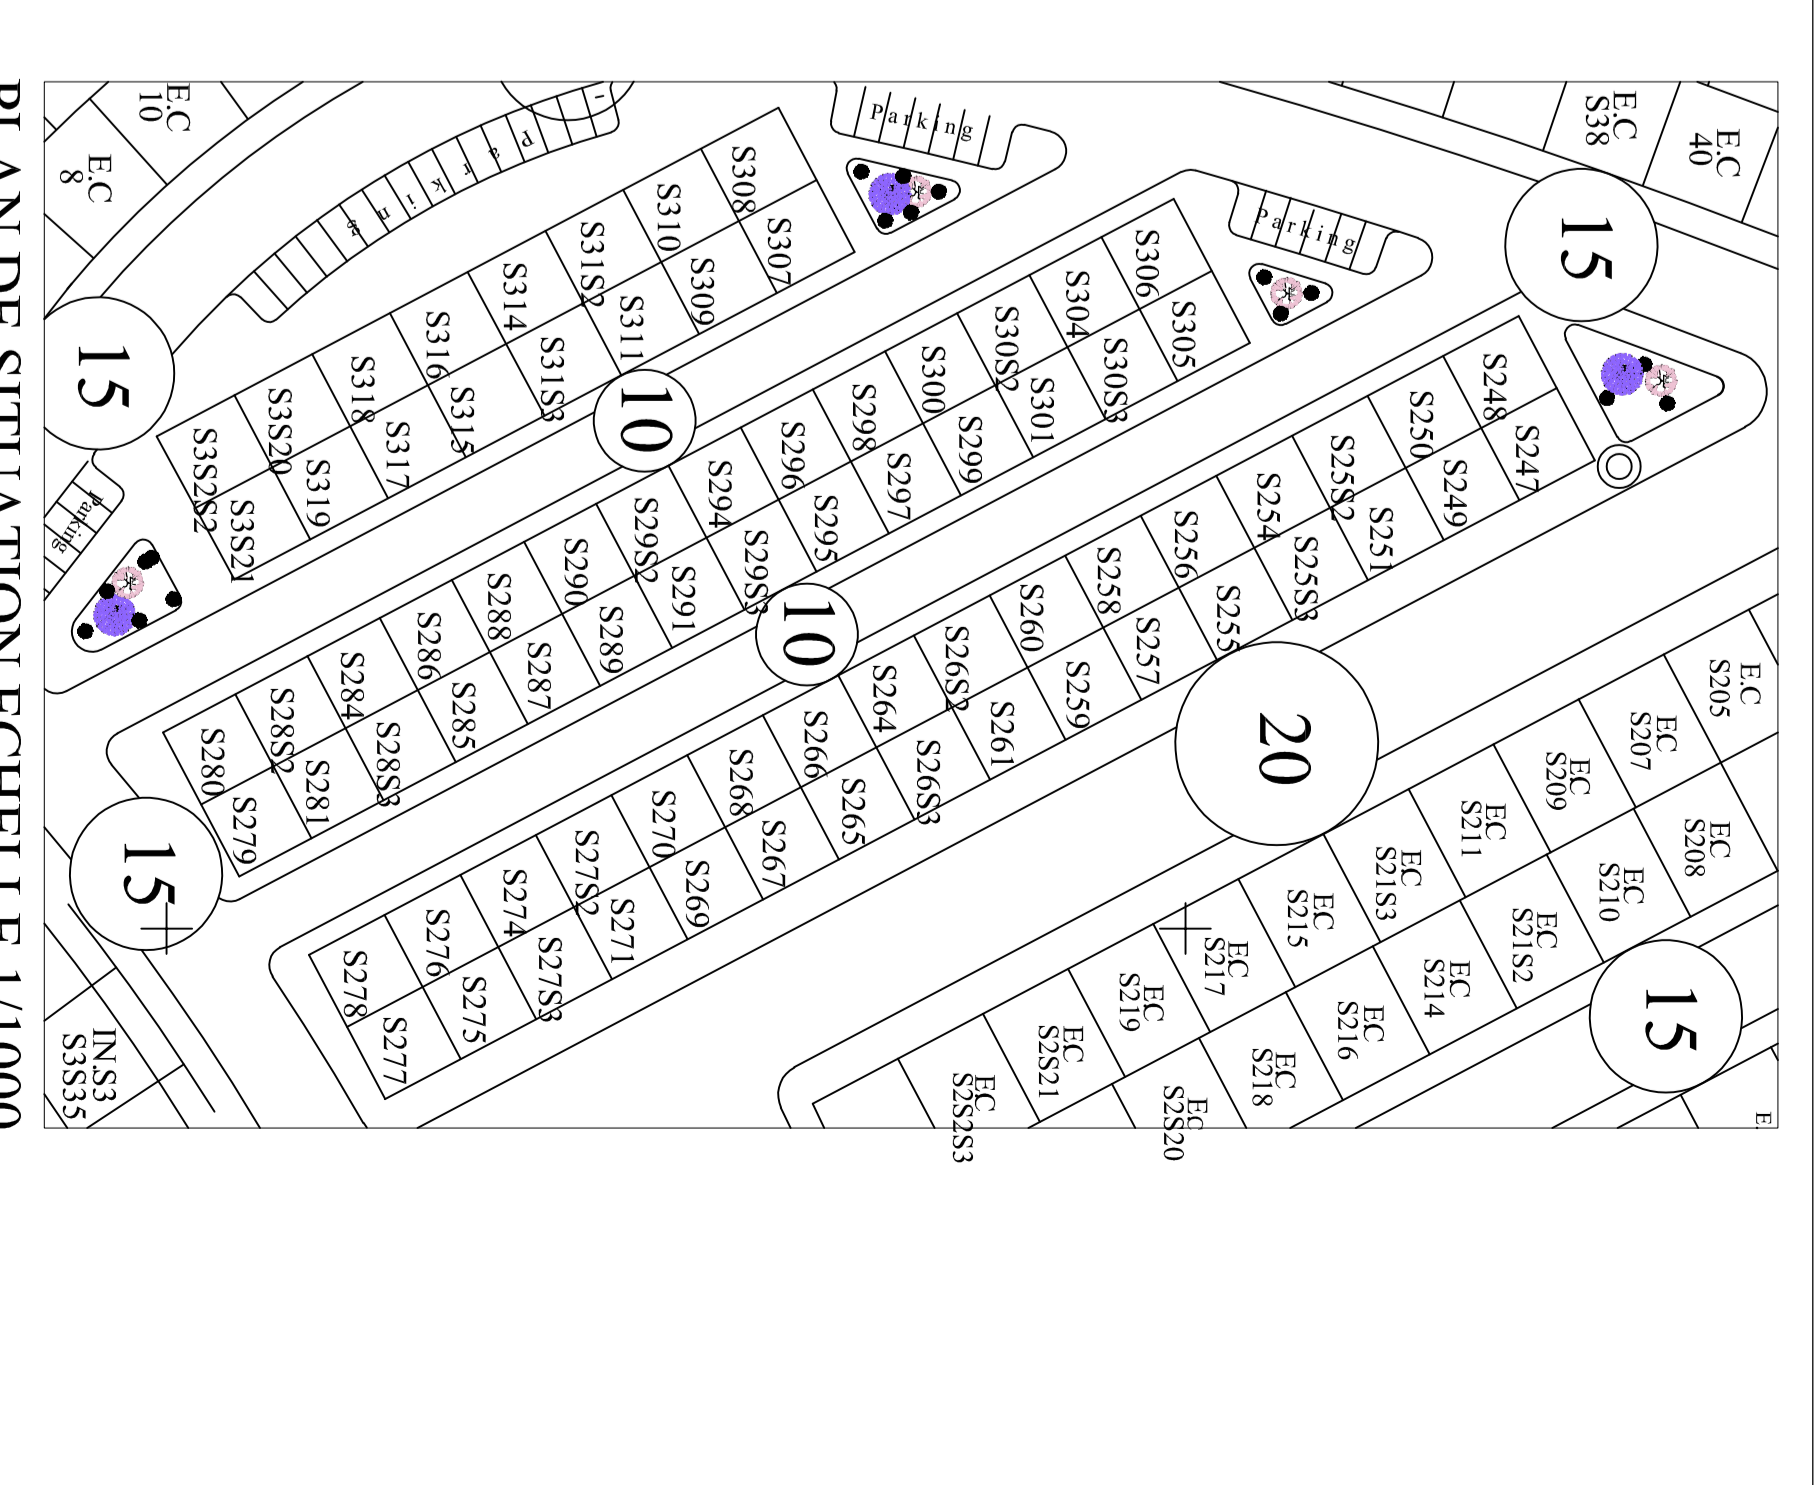 PLAN DE SITUATION ECHELLE 1/1000
E.C
10
E.C
8
E.C
S38
E.C
40
Parking
Parking
Parking
Parking
15
15
15
15
10
10
20
S308
S310
S31S2
S314
S316
S318
S3S20
S3S2S2
S307
S309
S311
S31S3
S315
S317
S319
S3S21
S306
S304
S30S2
S300
S298
S296
S294
S29S2
S290
S288
S286
S284
S28S2
S280
S305
S30S3
S301
S299
S297
S295
S29S3
S291
S289
S287
S285
S28S3
S281
S279
S248
S250
S25S2
S254
S256
S258
S260
S26S2
S264
S266
S268
S270
S27S2
S274
S276
S278
S247
S249
S251
S25S3
S255
S257
S259
S261
S26S3
S265
S267
S269
S271
S27S3
S275
S277
E.C
S205
EC
S207
EC
S209
EC
S211
EC
S21S3
EC
S215
EC
S217
EC
S219
EC
S2S21
EC
S2S2S3
EC
S208
EC
S210
EC
S21S2
EC
S214
EC
S216
EC
S218
EC
S2S20
IN.S3
S3S35
E.